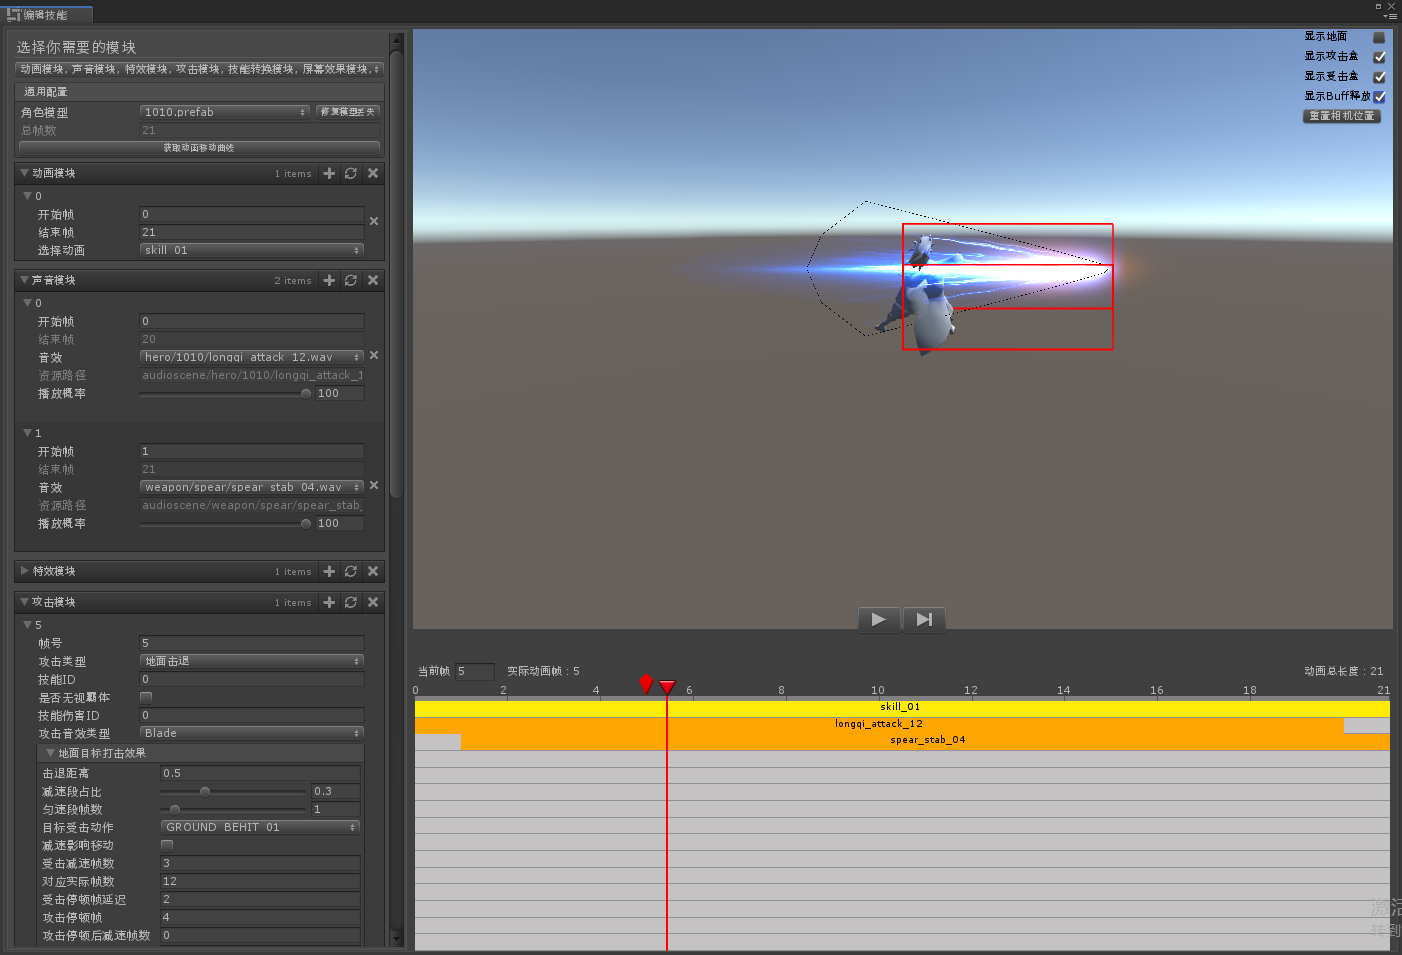 编辑技能
选择你需要的模块
动画模块, 声音模块, 特效模块, 攻击模块, 技能转换模块, 屏幕效果模块,
通用配置
角色模型 1010.prefab 修复模型丢失
总帧数 21
获取动画移动曲线
动画模块 1 items
0
开始帧 0
结束帧 21
选择动画 skill_01
声音模块 2 items
0
开始帧 0
结束帧 20
音效 hero/1010/longqi_attack_12.wav
资源路径 audioscene/hero/1010/longqi_attack_1
播放概率 100
1
开始帧 1
结束帧 21
音效 weapon/spear/spear_stab_04.wav
资源路径 audioscene/weapon/spear/spear_stab_
播放概率 100
特效模块 1 items
攻击模块 1 items
5
帧号 5
攻击类型 地面击退
技能ID 0
是否无视霸体
技能伤害ID 0
攻击音效类型 Blade
地面目标打击效果
击退距离 0.5
减速段占比 0.3
匀速段帧数 1
目标受击动作 GROUND_BEHIT_01
减速影响移动
受击减速帧数 3
对应实际帧数 12
受击停顿帧延迟 2
攻击停顿帧 4
攻击停顿后减速帧数 0
显示地面
显示攻击盒
显示受击盒
显示Buff释放
重置相机位置
当前帧 5 实际动画帧 : 5 动画总长度 : 21
0 2 4 6 8 10 12 14 16 18 21
skill_01
longqi_attack_12
spear_stab_04
激活
转到